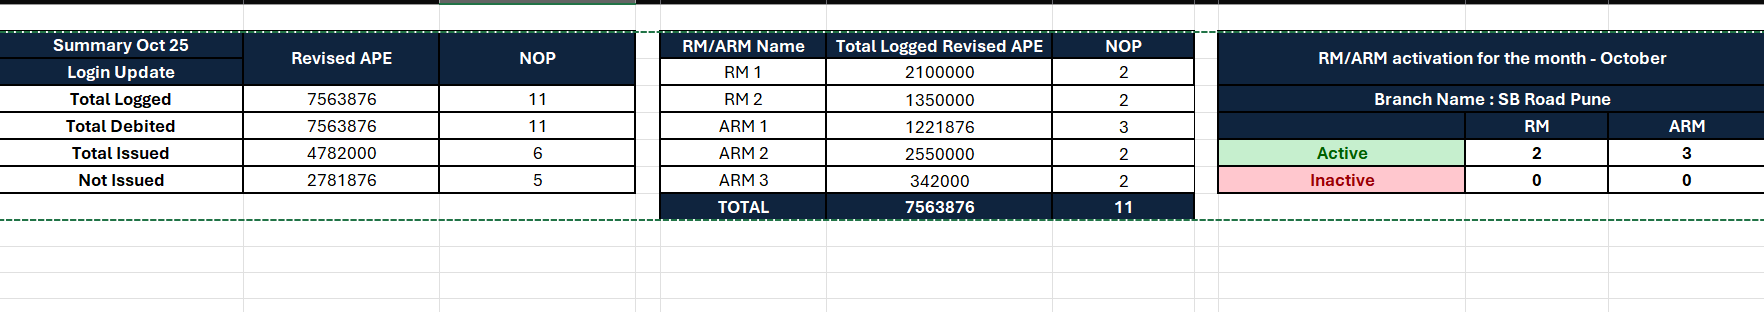 Summary Oct 25 Revised APE NOP
Login Update
Total Logged 7563876 11
Total Debited 7563876 11
Total Issued 4782000 6
Not Issued 2781876 5
RM/ARM Name Total Logged Revised APE NOP
RM 1 2100000 2
RM 2 1350000 2
ARM 1 1221876 3
ARM 2 2550000 2
ARM 3 342000 2
TOTAL 7563876 11
RM/ARM activation for the month - October
Branch Name : SB Road Pune
RM ARM
Active 2 3
Inactive 0 0